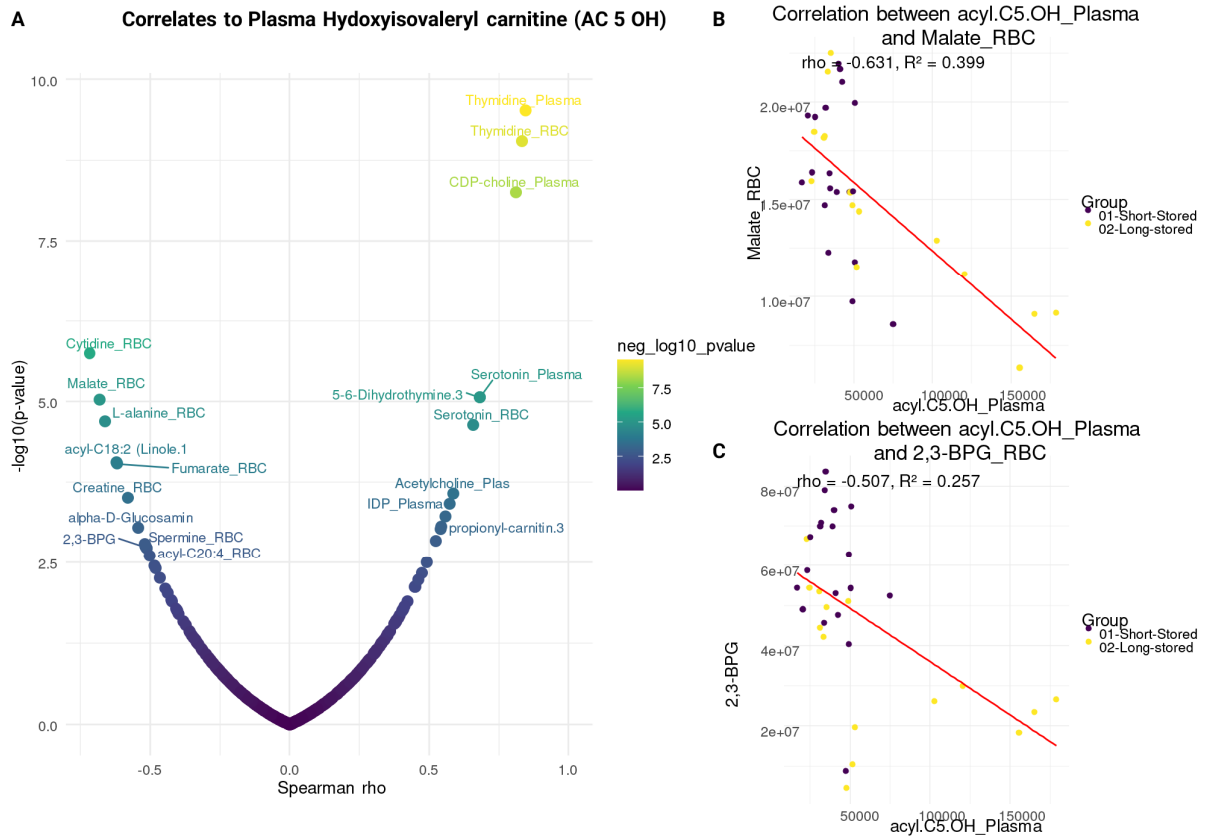 A
Correlates to Plasma Hydoxyisovaleryl carnitine (AC 5 OH)
10.0
7.5
5.0
2.5
0.0
-log10(p-value)
Thymidine_Plasma
Thymidine_RBC
CDP-choline_Plasma
Cytidine_RBC
Malate_RBC
L-alanine_RBC
acyl-C18:2 (Linole.1
Fumarate_RBC
Creatine_RBC
alpha-D-Glucosamin
2,3-BPG
Spermine_RBC
acyl-C20:4_RBC
Serotonin_Plasma
5-6-Dihydrothymine.3
Serotonin_RBC
Acetylcholine_Plas
IDP_Plasma
propionyl-carnitin.3
-0.5
0.0
0.5
1.0
Spearman rho
neg_log10_pvalue
7.5
5.0
2.5
B
Correlation between acyl.C5.OH_Plasma
and Malate_RBC
rho = -0.631, R² = 0.399
2.0e+07
1.5e+07
1.0e+07
Malate_RBC
50000
100000
150000
acyl.C5.OH_Plasma
Group
01-Short-Stored
02-Long-stored
C
Correlation between acyl.C5.OH_Plasma
and 2,3-BPG_RBC
rho = -0.507, R² = 0.257
8e+07
6e+07
4e+07
2e+07
2,3-BPG
50000
100000
150000
acyl.C5.OH_Plasma
Group
01-Short-Stored
02-Long-stored